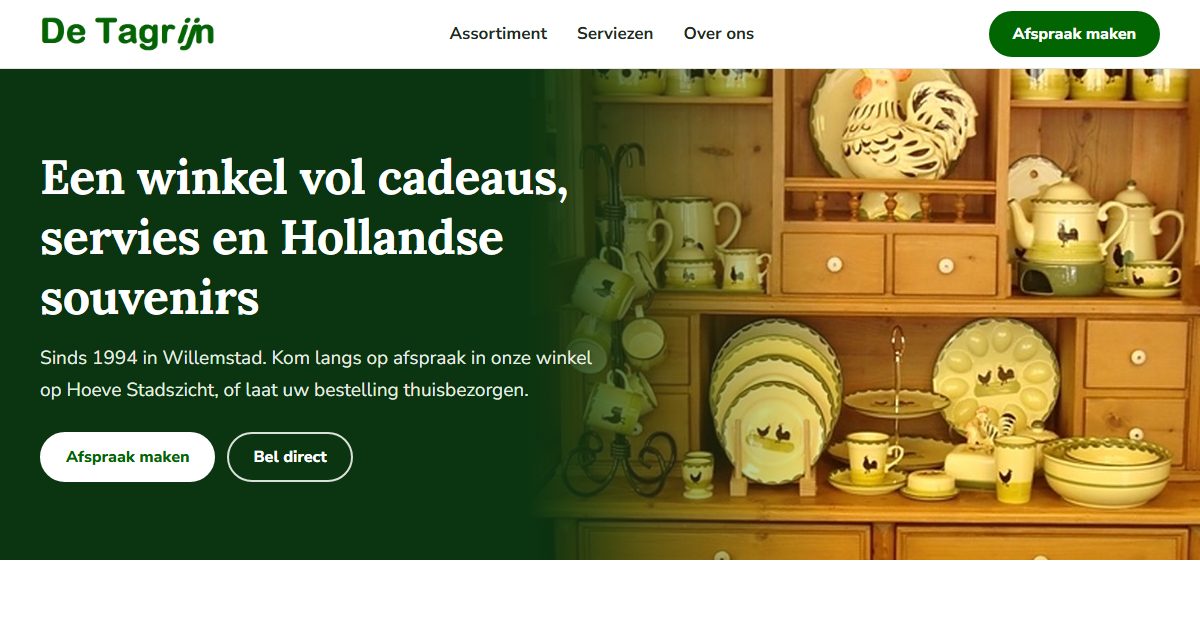 De Tagrijn
Assortiment
Serviezen
Over ons
Afspraak maken
Een winkel vol cadeaus,
servies en Hollandse
souvenirs
Sinds 1994 in Willemstad. Kom langs op afspraak in onze winkel
op Hoeve Stadszicht, of laat uw bestelling thuisbezorgen.
Afspraak maken
Bel direct